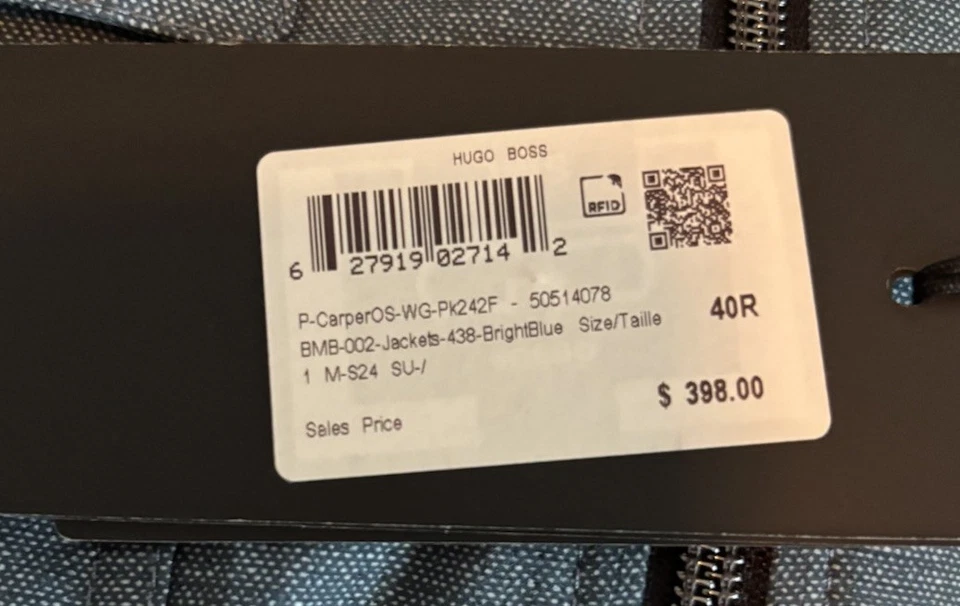 HUGO BOSS
RFID
6 27919 02714 2
P-CarperOS-WG-Pk242F - 50514078
BMB-002-Jackets-438-BrightBlue Size/Taille 40R
1 M-S24 SU-/
$ 398.00
Sales Price